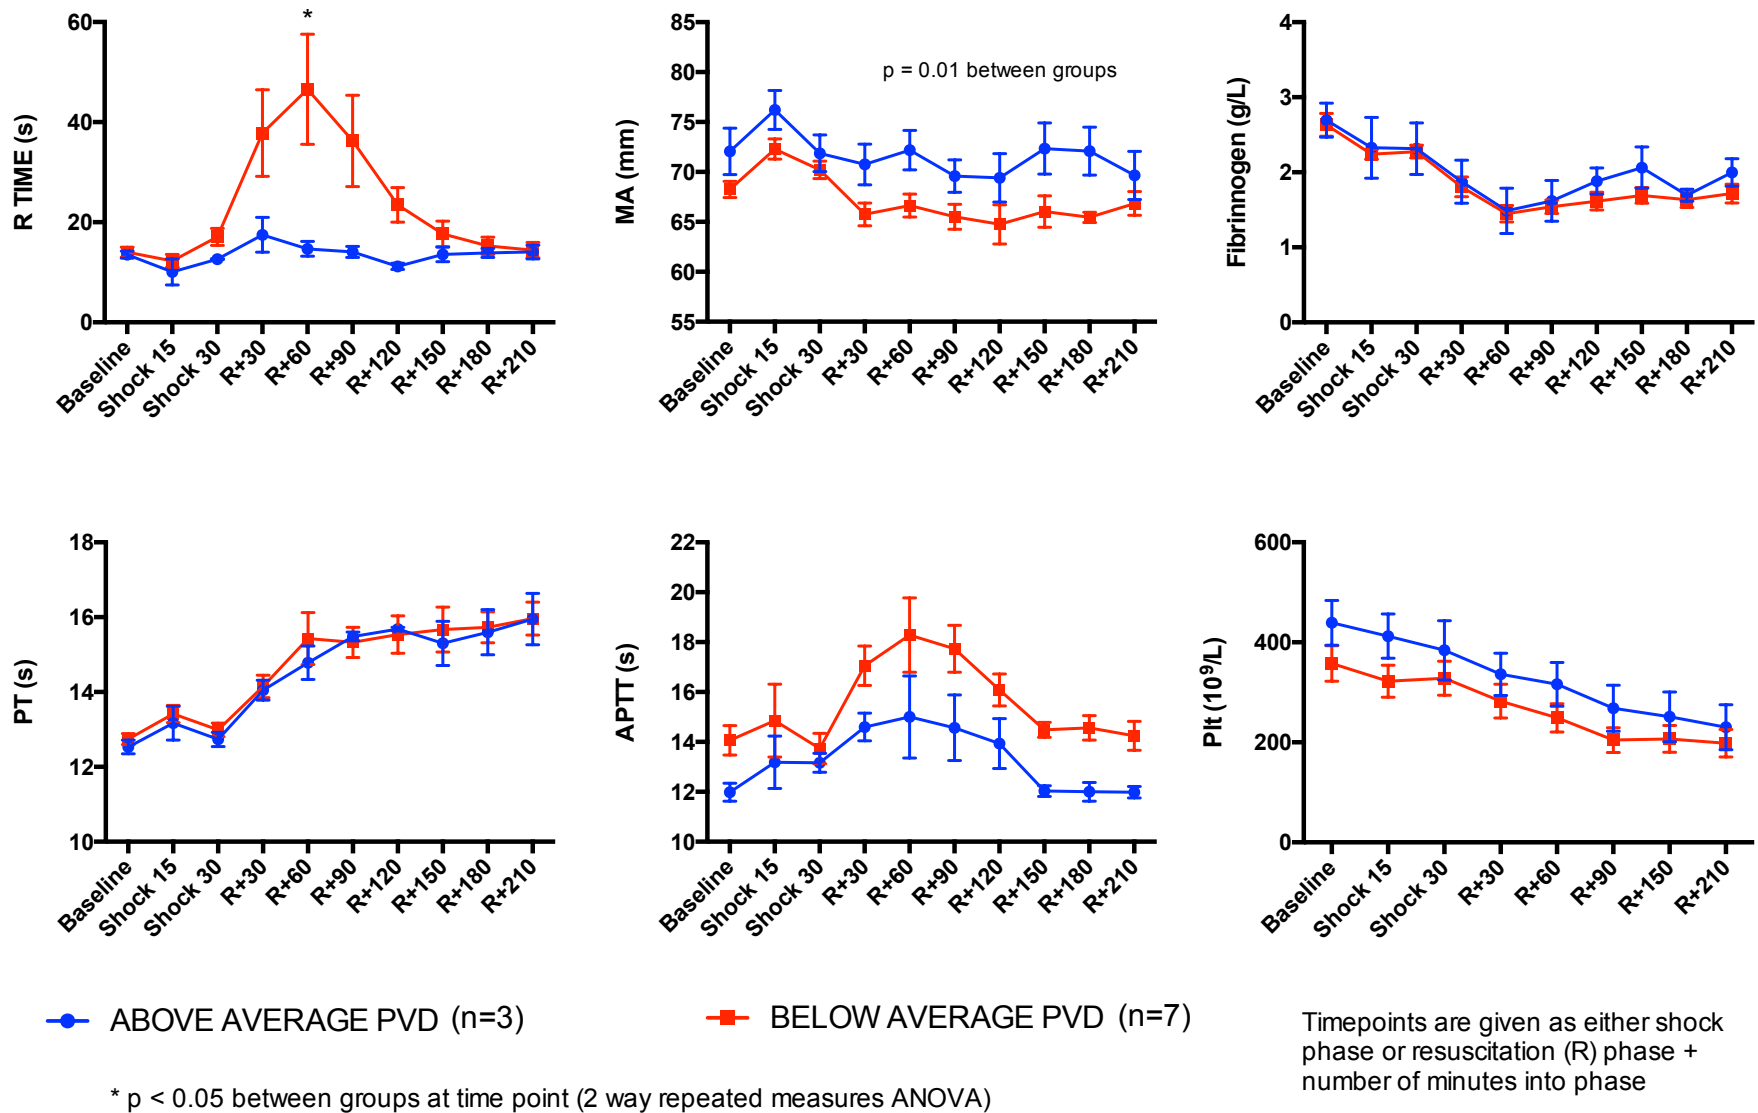 R TIME (s)
60
40
20
0
*
Baseline
Shock 15
Shock 30
R+30
R+60
R+90
R+120
R+150
R+180
R+210
MA (mm)
85
80
75
70
65
60
55
p = 0.01 between groups
Baseline
Shock 15
Shock 30
R+30
R+60
R+90
R+120
R+150
R+180
R+210
Fibrinnogen (g/L)
4
3
2
1
0
Baseline
Shock 15
Shock 30
R+30
R+60
R+90
R+120
R+150
R+180
R+210
PT (s)
18
16
14
12
10
Baseline
Shock 15
Shock 30
R+30
R+60
R+90
R+120
R+150
R+180
R+210
APTT (s)
22
20
18
16
14
12
10
Baseline
Shock 15
Shock 30
R+30
R+60
R+90
R+120
R+150
R+180
R+210
Plt (10⁹/L)
600
400
200
0
Baseline
Shock 15
Shock 30
R+30
R+60
R+90
R+150
R+210
ABOVE AVERAGE PVD (n=3)
BELOW AVERAGE PVD (n=7)
Timepoints are given as either shock
phase or resuscitation (R) phase +
number of minutes into phase
* p < 0.05 between groups at time point (2 way repeated measures ANOVA)